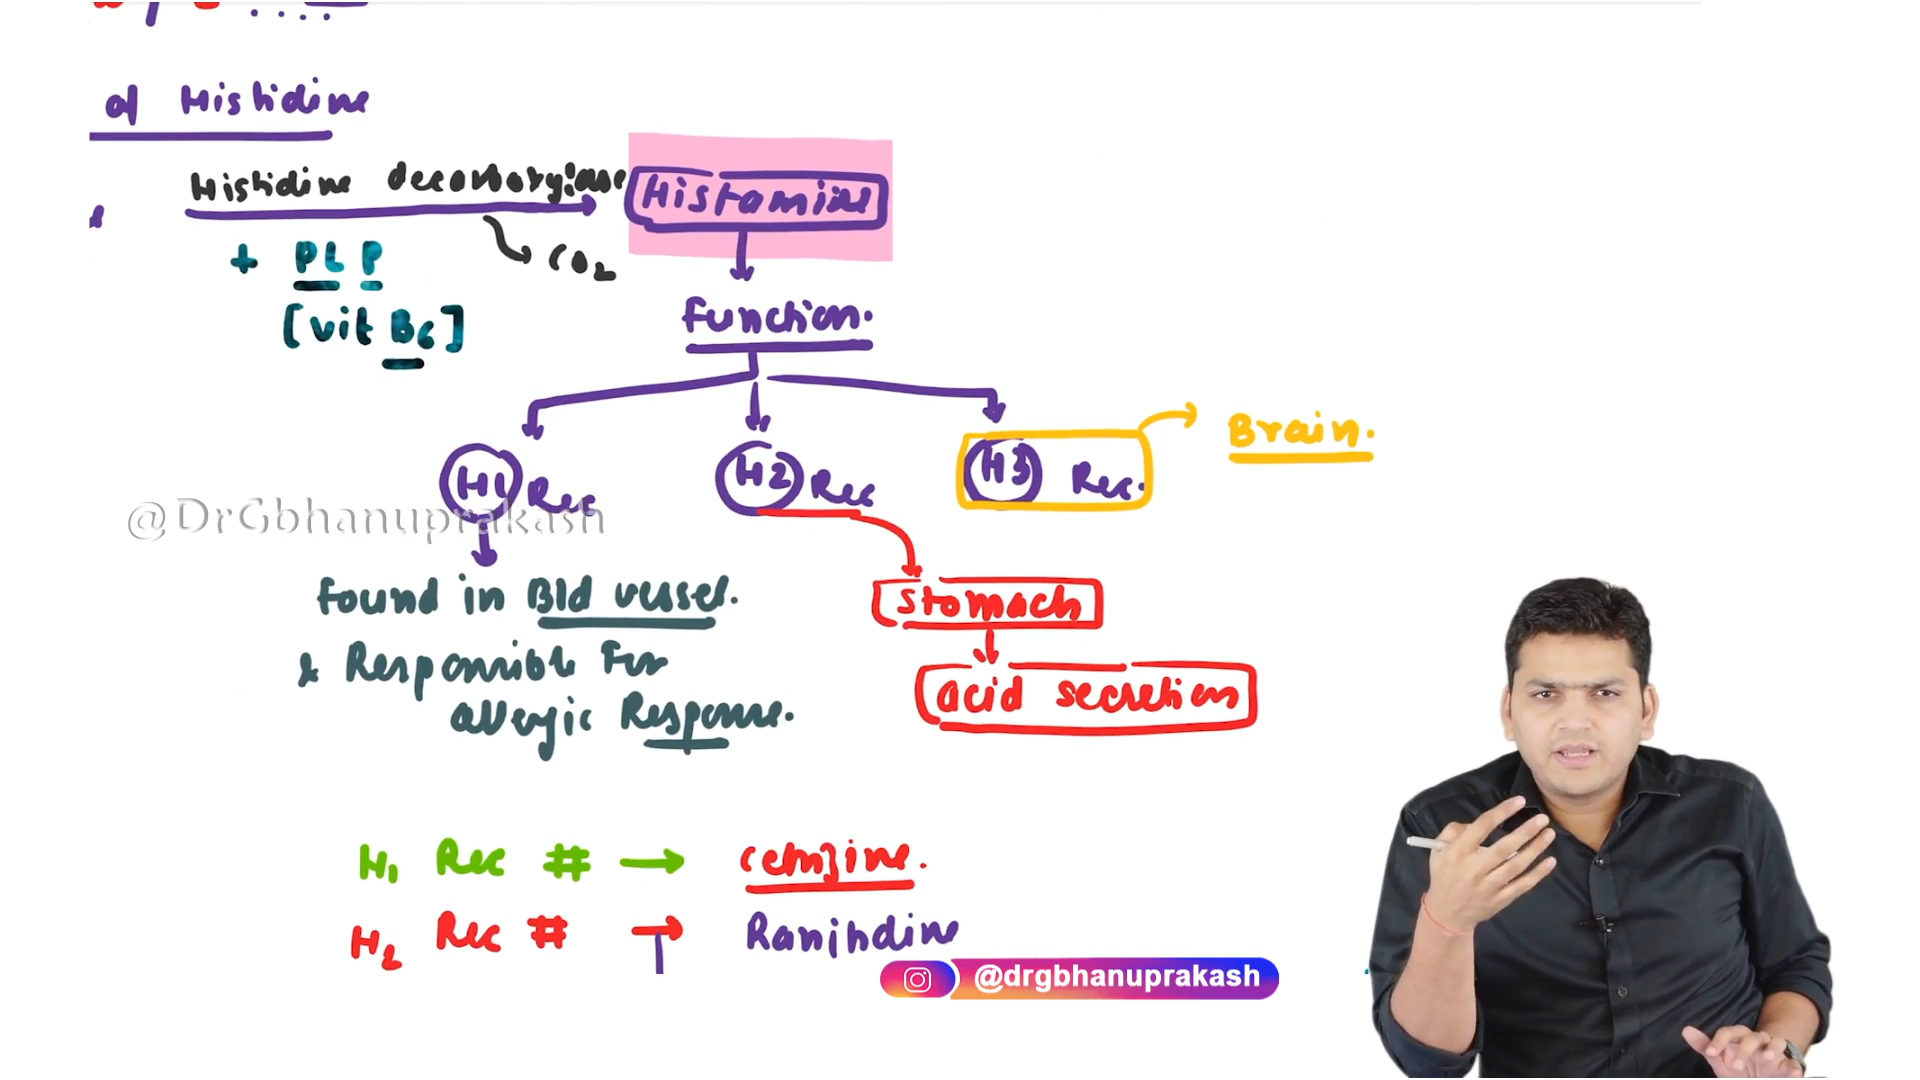 of Histidine
Histidine decarboxylase
Histamine
+ PLP
CO2
[vit B6]
Function.
H1 Rec
H2 Rec
H3 Rec.
Brain.
@DrGbhanuprakash
Found in Bld vessel.
& Responsible For
allergic Response.
Stomach
acid secretion
H1 Rec # → cetrizine.
H2 Rec # → Ranitidine
@drgbhanuprakash